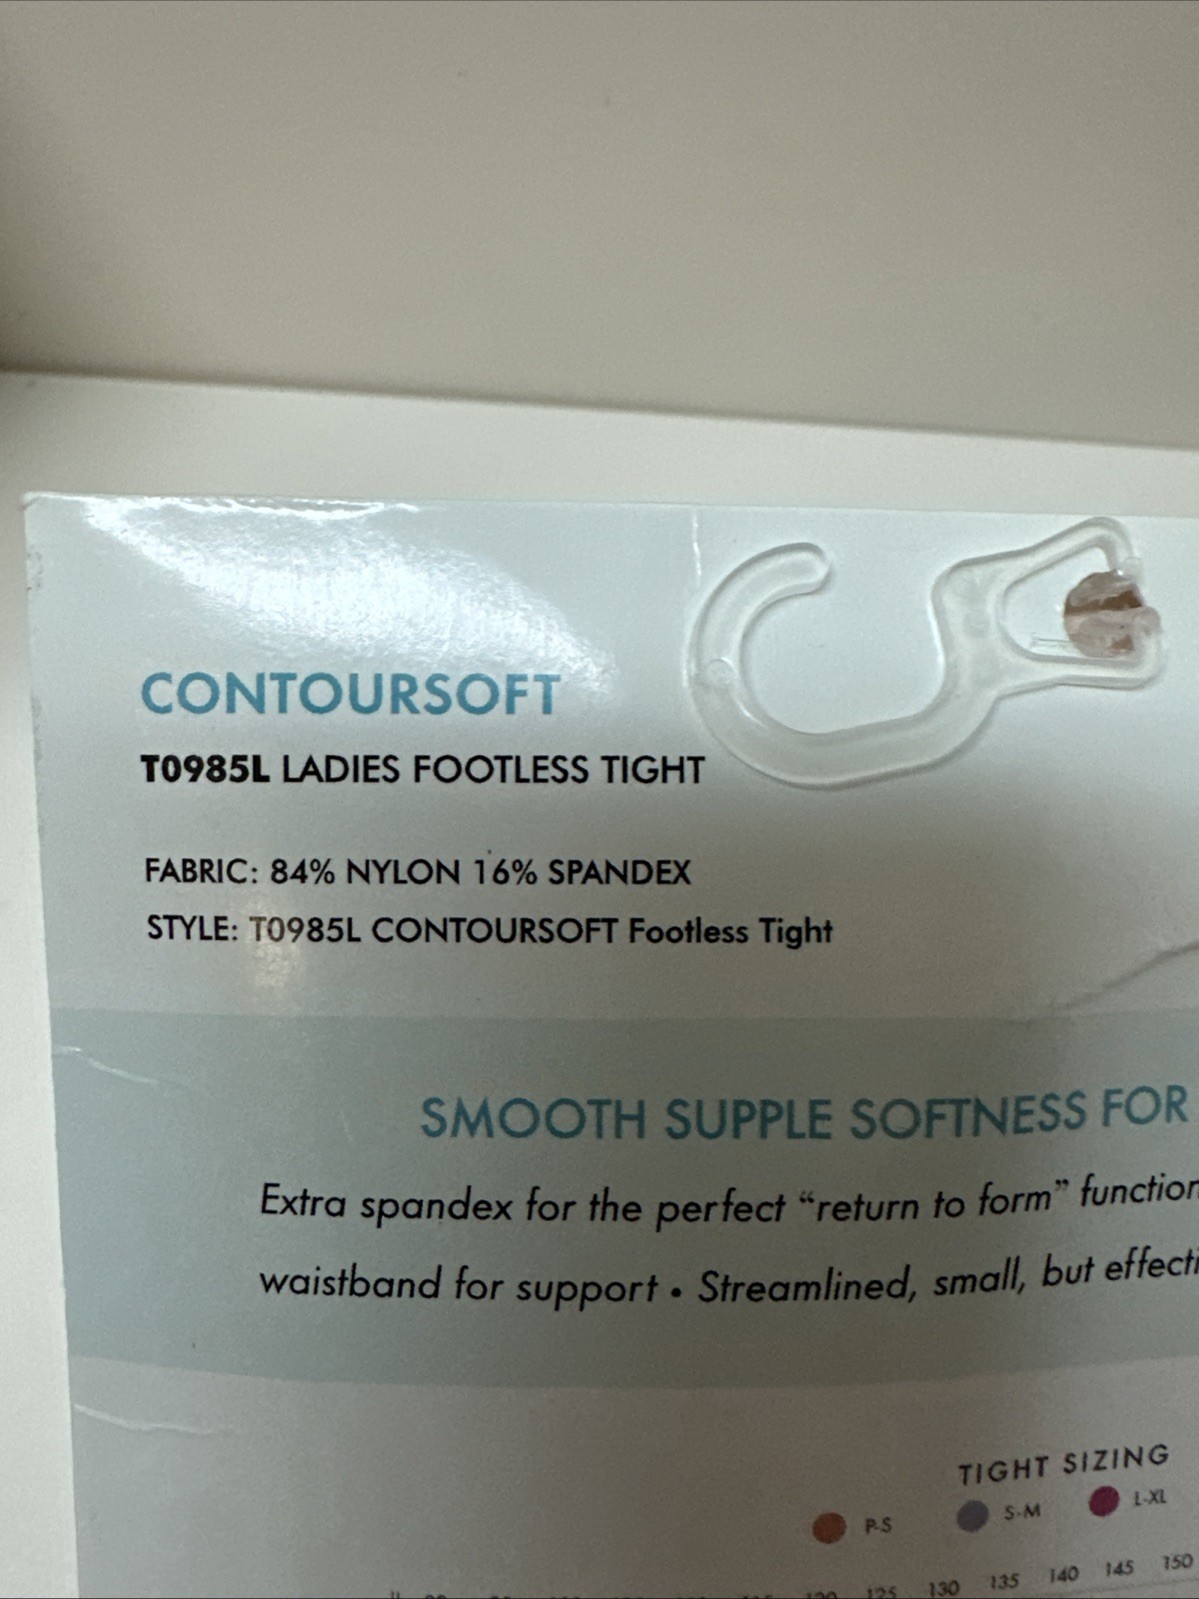 CONTOURSOFT
T0985L LADIES FOOTLESS TIGHT
FABRIC: 84% NYLON 16% SPANDEX
STYLE: T0985L CONTOURSOFT Footless Tight
SMOOTH SUPPLE SOFTNESS FOR
Extra spandex for the perfect “return to form” function
waistband for support • Streamlined, small, but effecti
TIGHT SIZING
P-S S-M L-XL
125 130 135 140 145 150